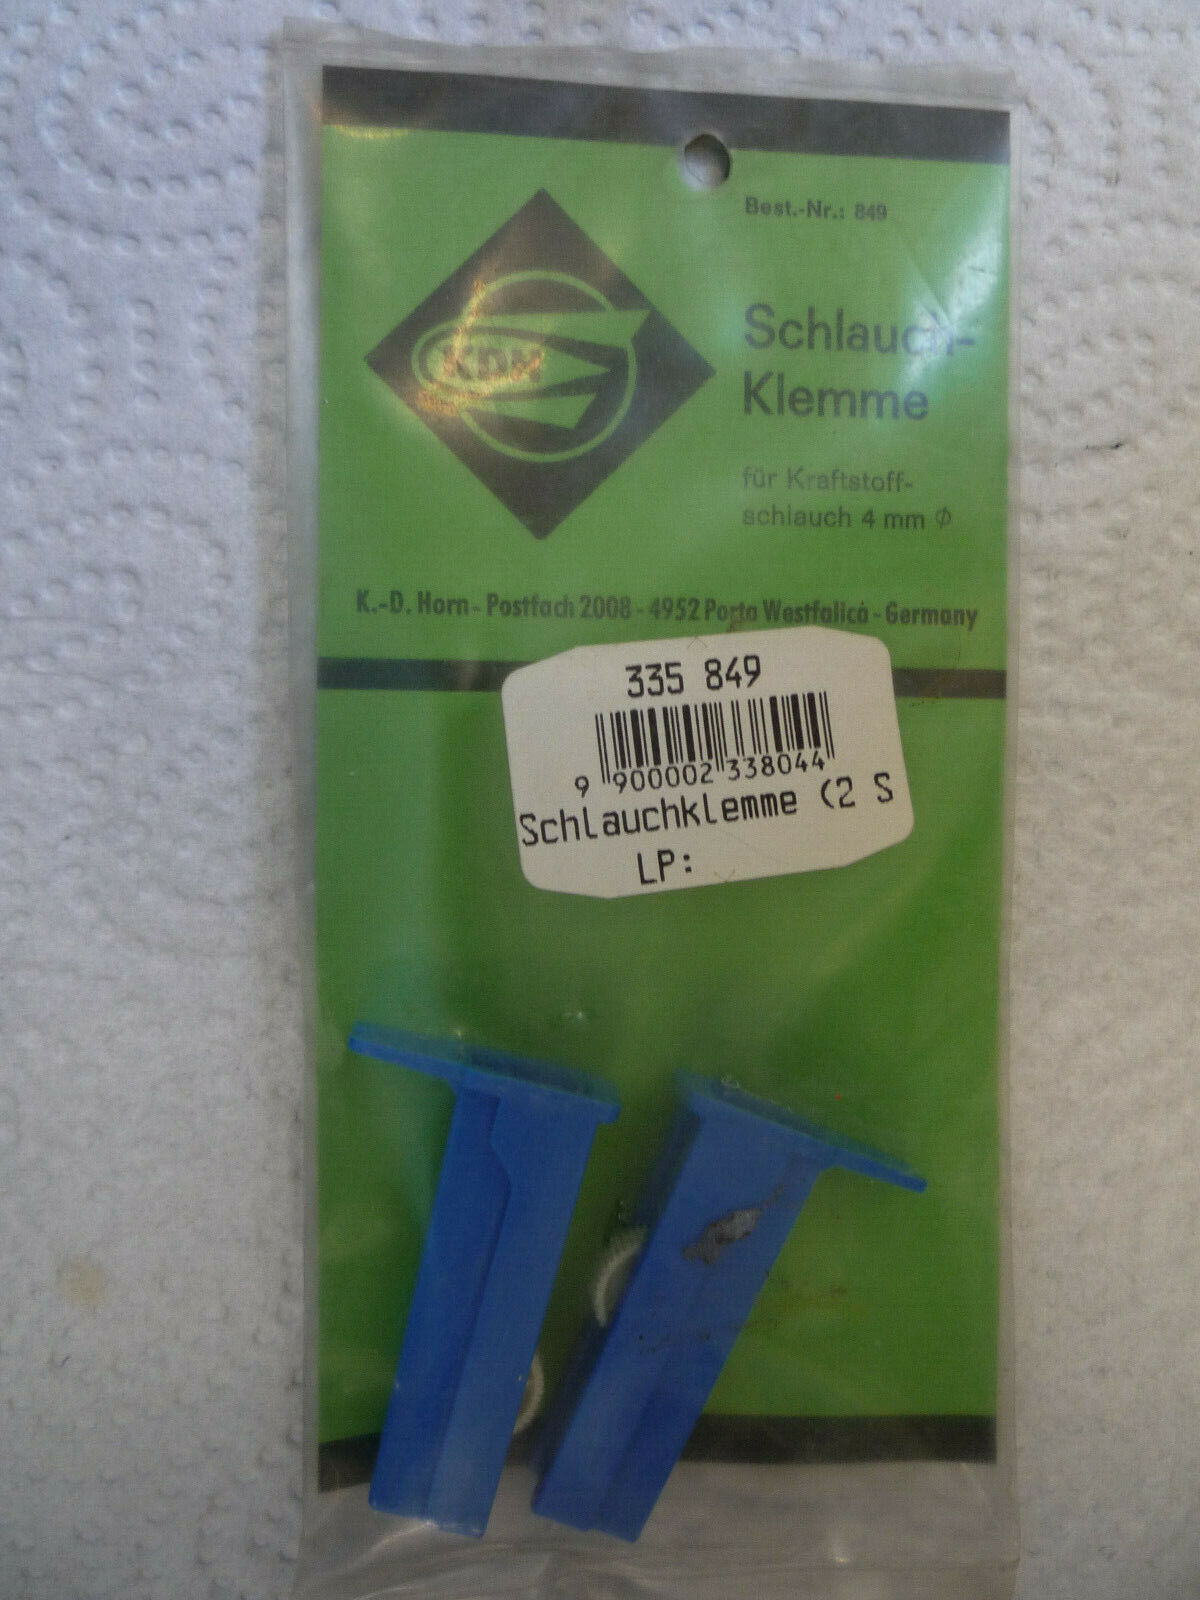 Best.-Nr.: 849
KDH
Schlauch-
Klemme
für Kraftstoff-
schlauch 4 mm ϕ
K.-D. Horn - Postfach 2008 - 4952 Porta Westfalica - Germany
335 849
9 900002 338044
Schlauchklemme (2 S
LP: